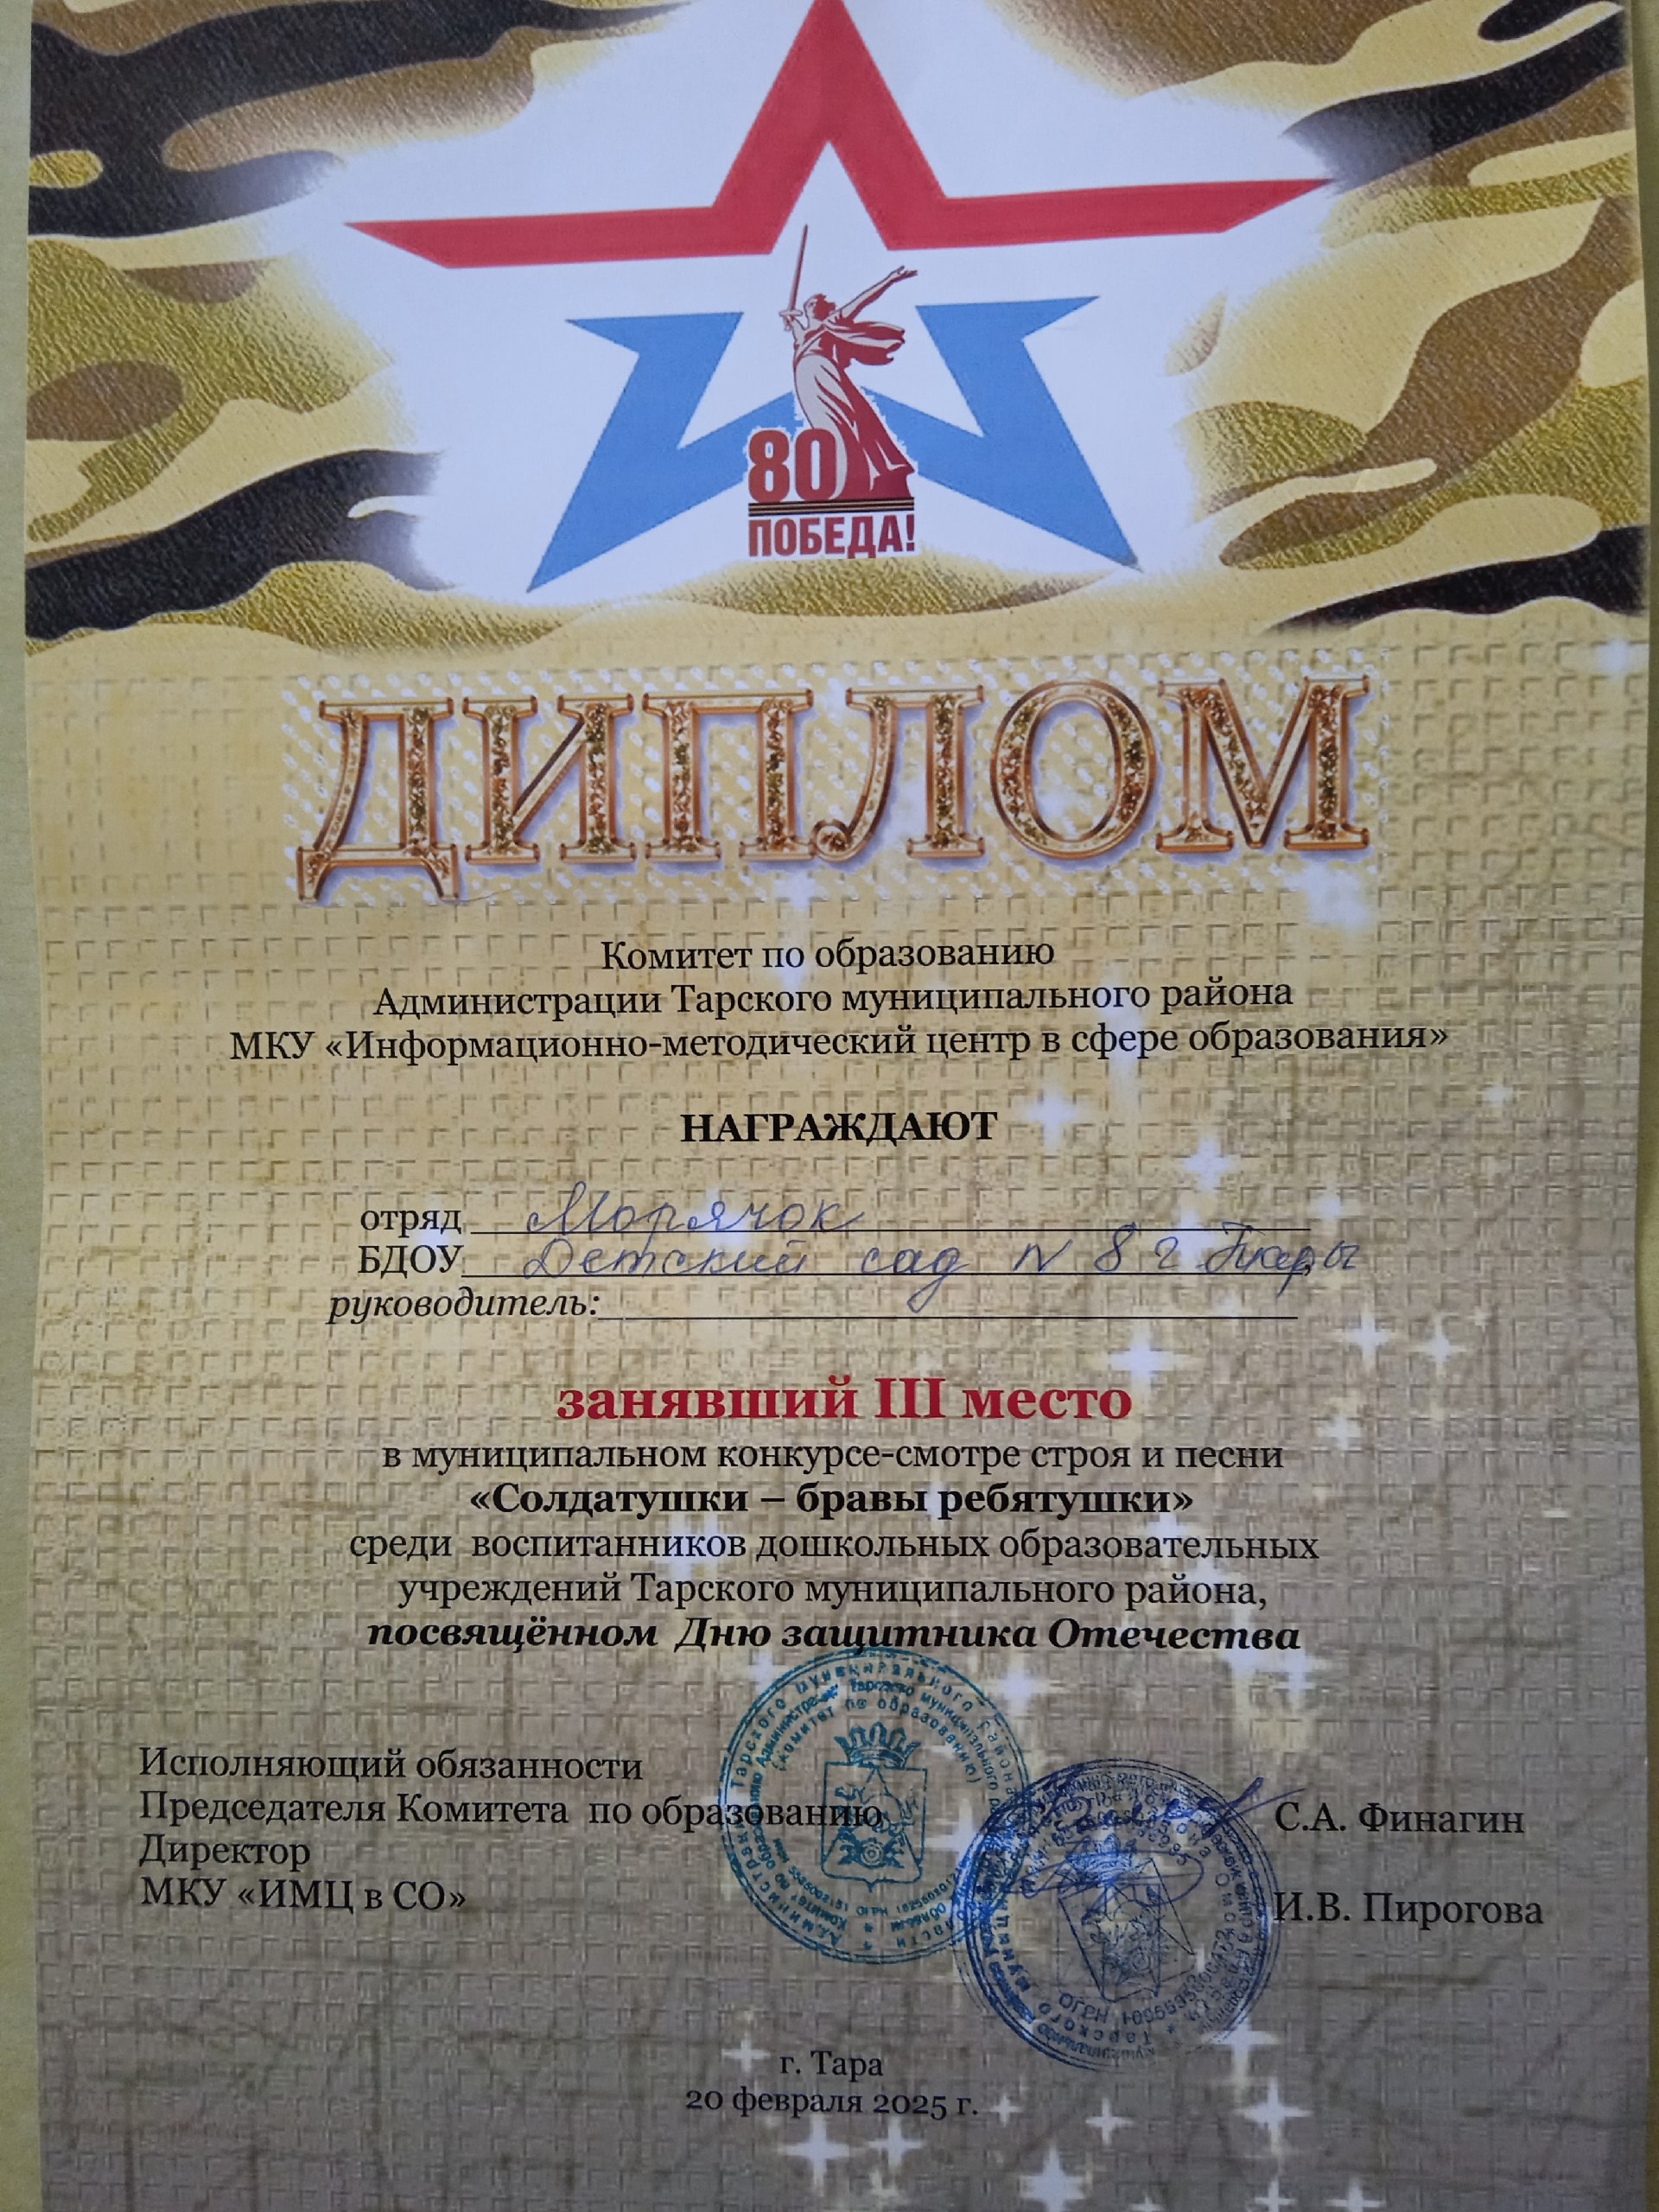 80
ПОБЕДА!
ДИПЛОМ
Комитет по образованию
Администрации Тарского муниципального района
МКУ «Информационно-методический центр в сфере образования»
НАГРАЖДАЮТ
отряд Морячок
БДОУ Детский сад N 8 г Тары
руководитель:
занявший III место
в муниципальном конкурсе-смотре строя и песни
«Солдатушки – бравы ребятушки»
среди воспитанников дошкольных образовательных
учреждений Тарского муниципального района,
посвящённом Дню защитника Отечества
Исполняющий обязанности
Председателя Комитета по образованию С.А. Финагин
Директор
МКУ «ИМЦ в СО» И.В. Пирогова
г. Тара
20 февраля 2025 г.